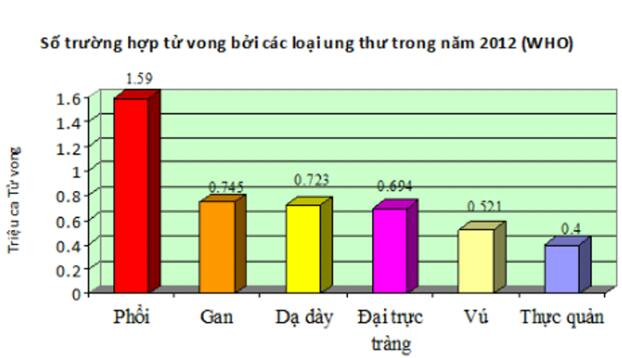 Số trường hợp tử vong bởi các loại ung thư trong năm 2012 (WHO)
Triệu ca Tử vong
1.6
1.4
1.2
1
0.8
0.6
0.4
0.2
0
1.59
0.745
0.723
0.694
0.521
0.4
Phổi
Gan
Dạ dày
Đại trực
tràng
Vú
Thực quản